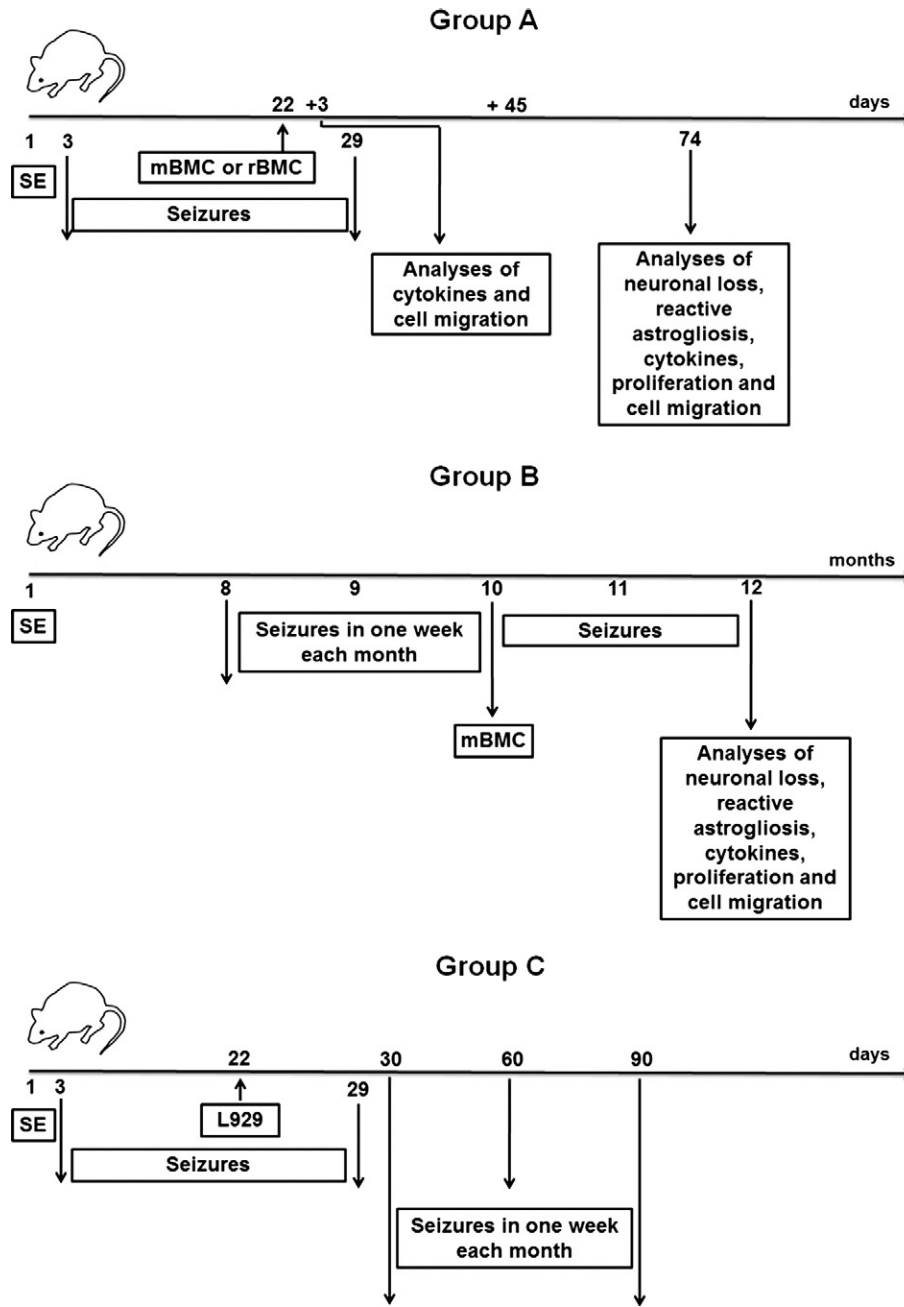 Group A
22 +3 + 45 days
1 3 29 74
SE
mBMC or rBMC
Seizures
Analyses of
cytokines and
cell migration
Analyses of
neuronal loss,
reactive
astrogliosis,
cytokines,
proliferation and
cell migration
Group B
months
1 8 9 10 11 12
SE
Seizures in one week
each month
Seizures
mBMC
Analyses of
neuronal loss,
reactive
astrogliosis,
cytokines,
proliferation and
cell migration
Group C
22 30 60 90 days
1 3 29
SE
L929
Seizures
Seizures in one week
each month